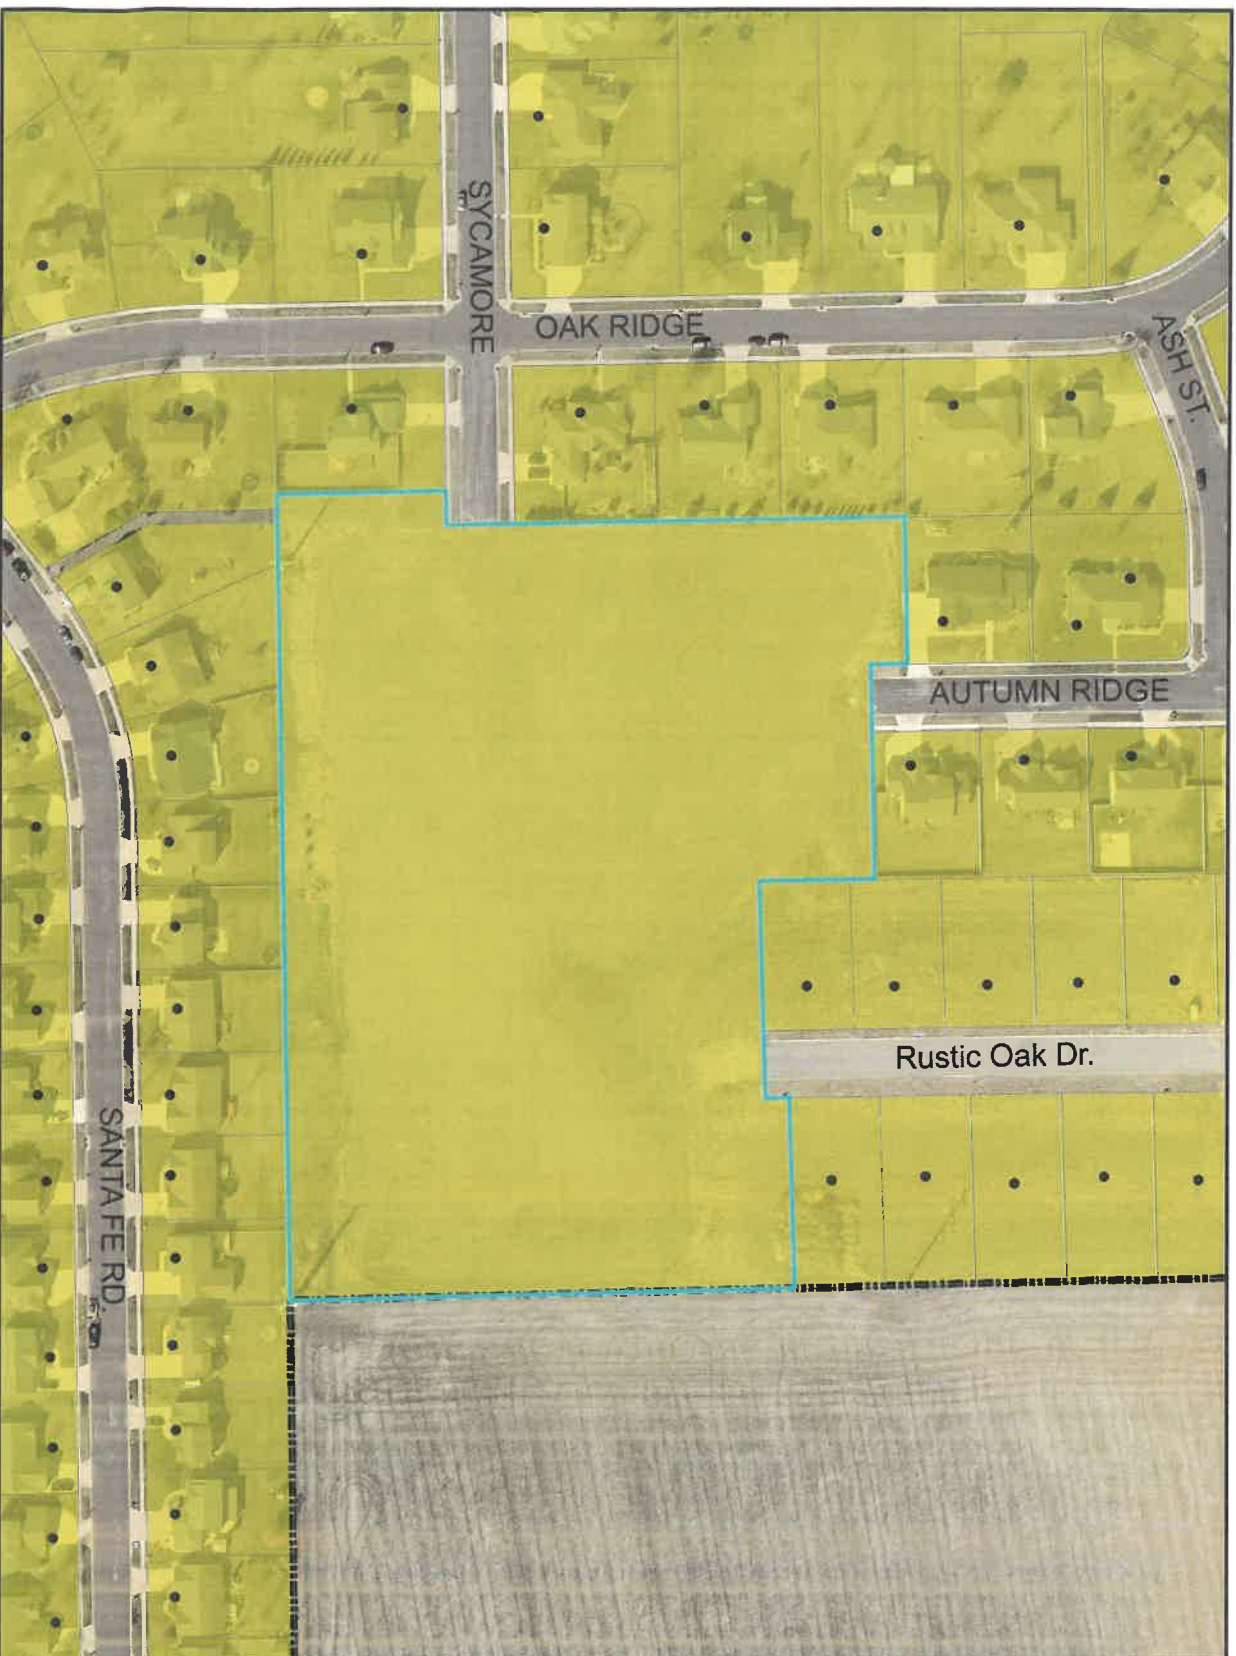 SYCAMORE
OAK RIDGE
ASH ST.
AUTUMN RIDGE
Rustic Oak Dr.
SANTA FE RD.